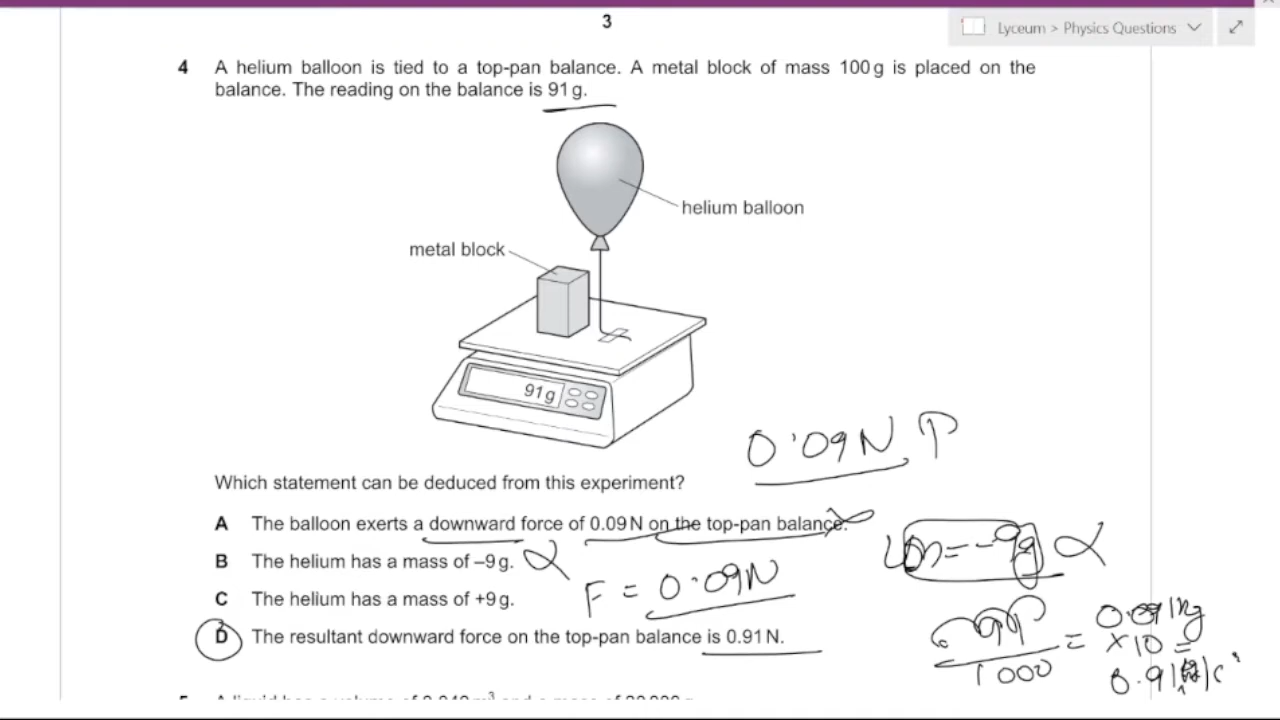 3
Lyceum > Physics Questions
4 A helium balloon is tied to a top-pan balance. A metal block of mass 100 g is placed on the
balance. The reading on the balance is 91 g.
helium balloon
metal block
91g
0.09N ↑
Which statement can be deduced from this experiment?
A The balloon exerts a downward force of 0.09 N on the top-pan balance.
B The helium has a mass of –9 g.
m = -9g
F = 0.09N
C The helium has a mass of +9 g.
D The resultant downward force on the top-pan balance is 0.91 N.
1000
=
×10 =